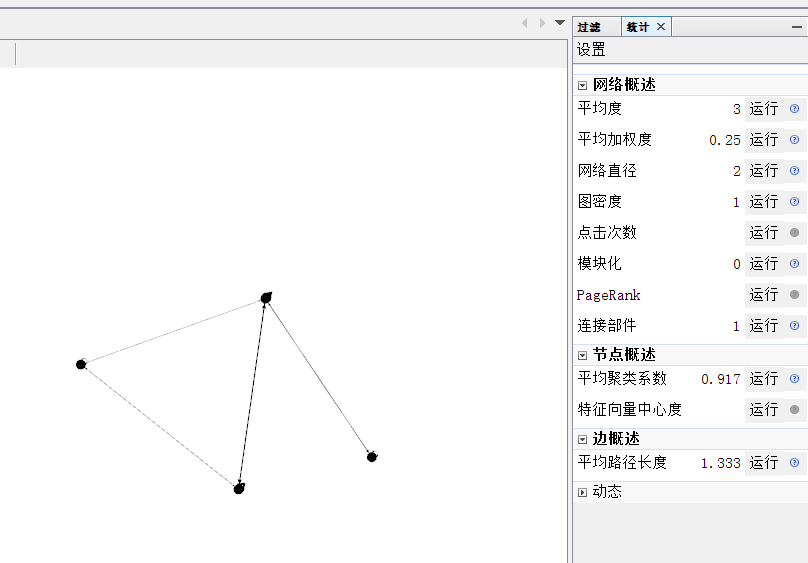 过滤 统计
设置
网络概述
平均度 3 运行
平均加权度 0.25 运行
网络直径 2 运行
图密度 1 运行
点击次数 运行
模块化 0 运行
PageRank 运行
连接部件 1 运行
节点概述
平均聚类系数 0.917 运行
特征向量中心度 运行
边概述
平均路径长度 1.333 运行
动态